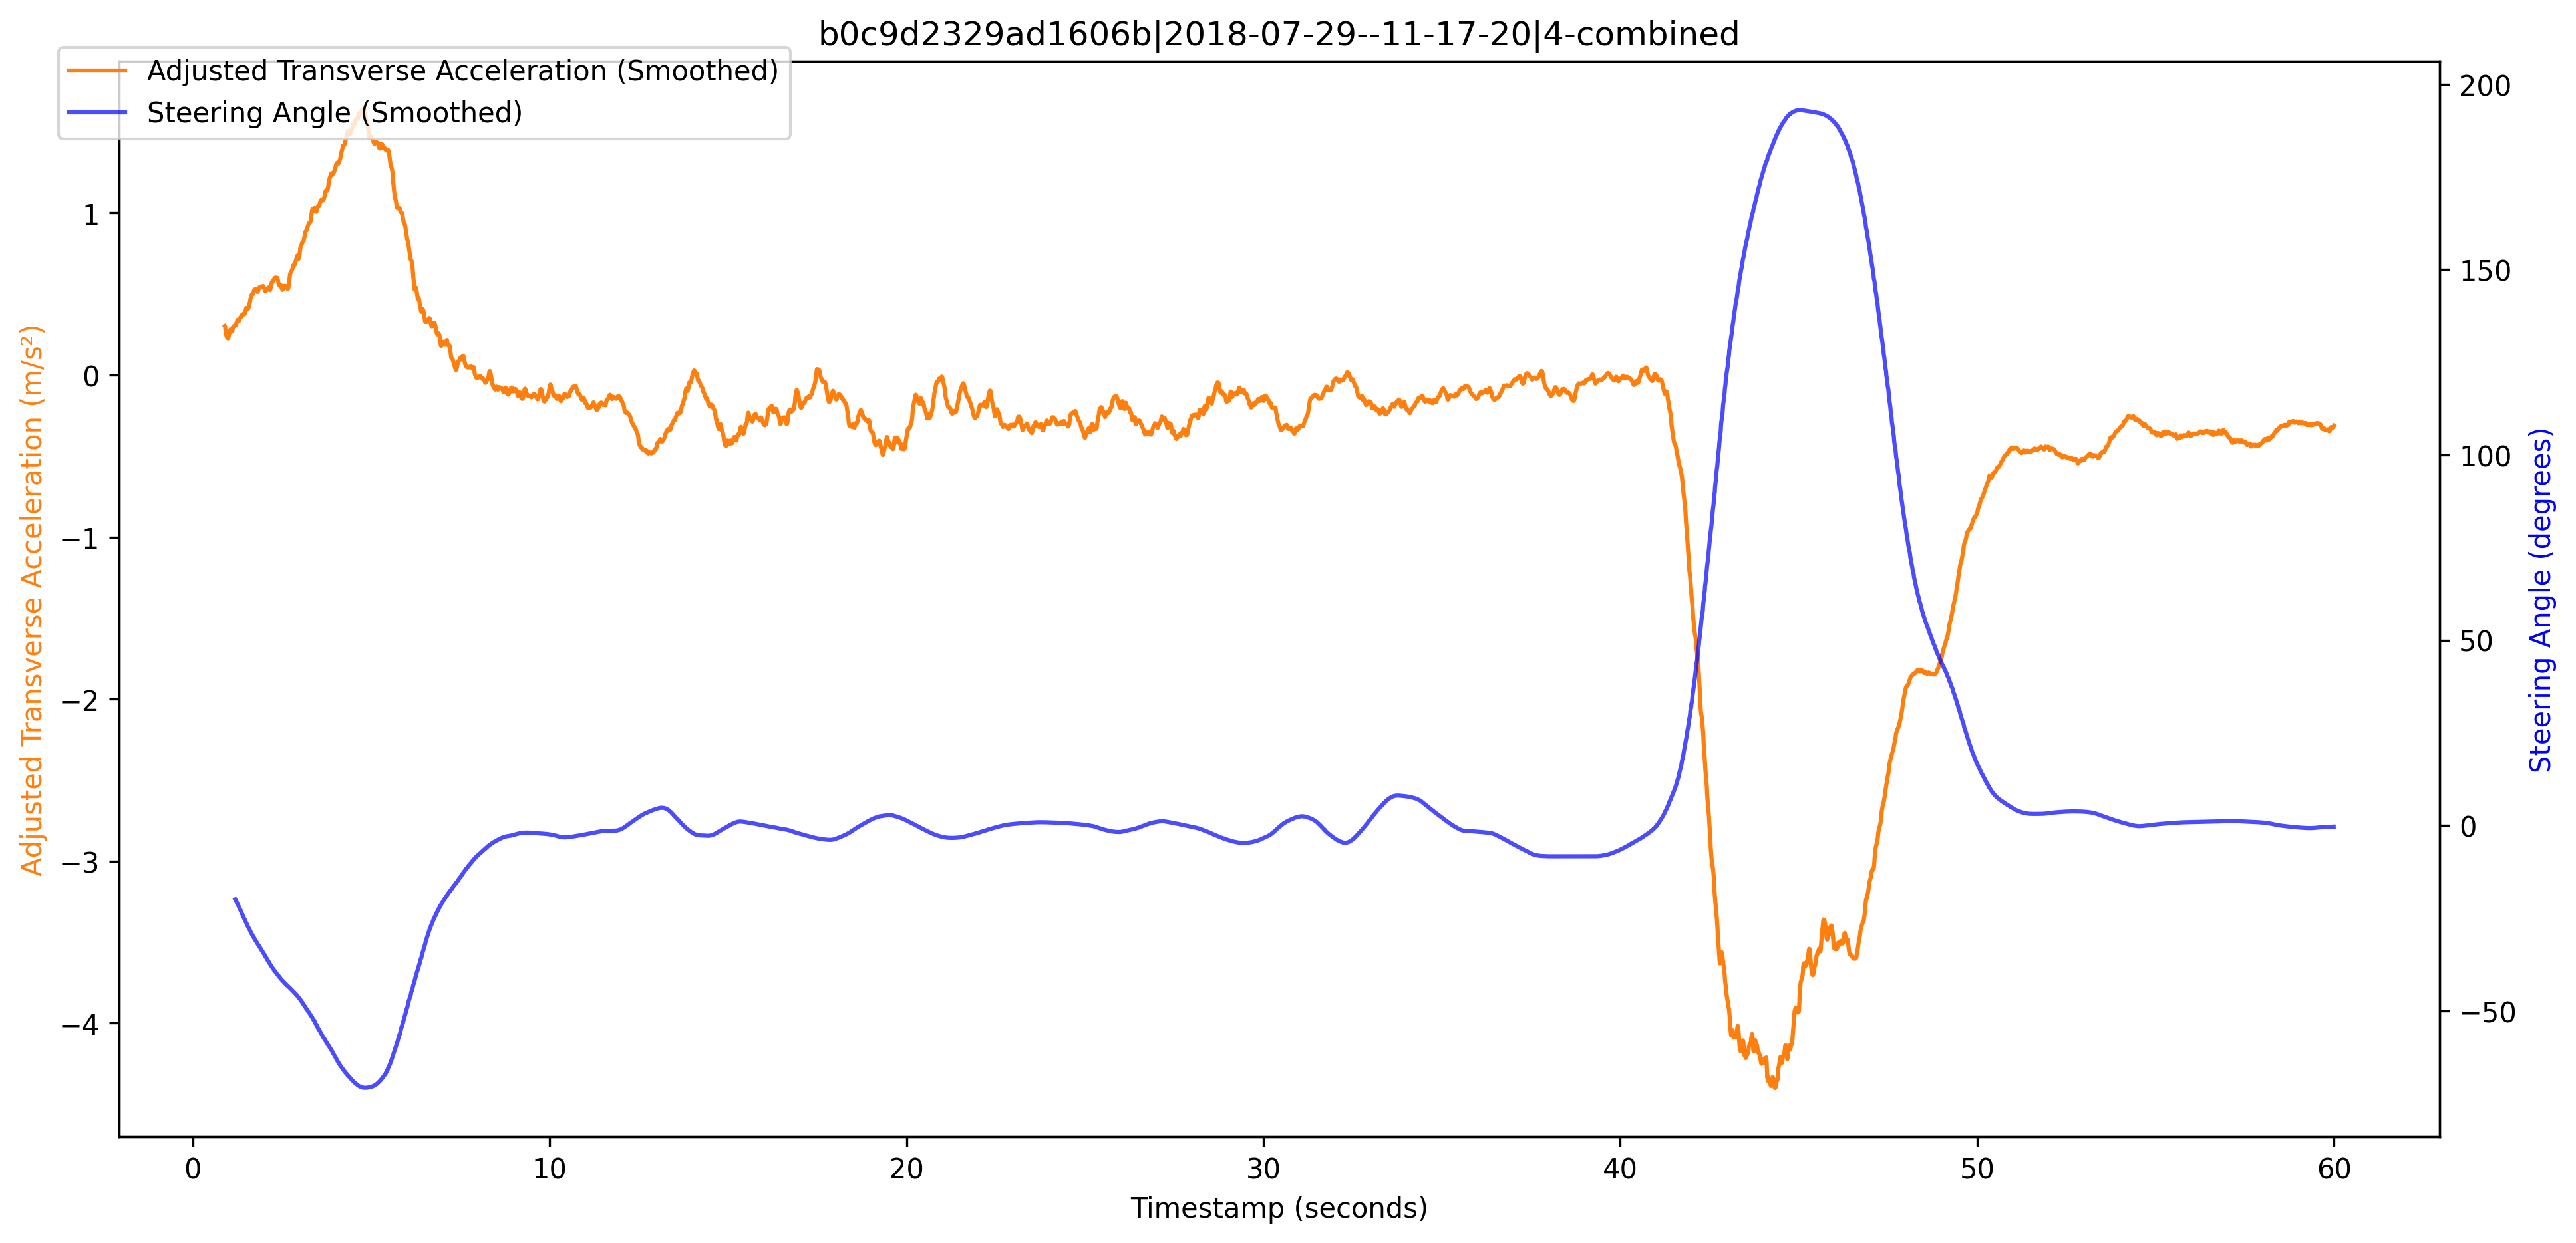 b0c9d2329ad1606b|2018-07-29--11-17-20|4-combined
Adjusted Transverse Acceleration (Smoothed)
Steering Angle (Smoothed)
Adjusted Transverse Acceleration (m/s²)
1
0
−1
−2
−3
−4
200
150
100
50
0
−50
Steering Angle (degrees)
0 10 20 30 40 50 60
Timestamp (seconds)